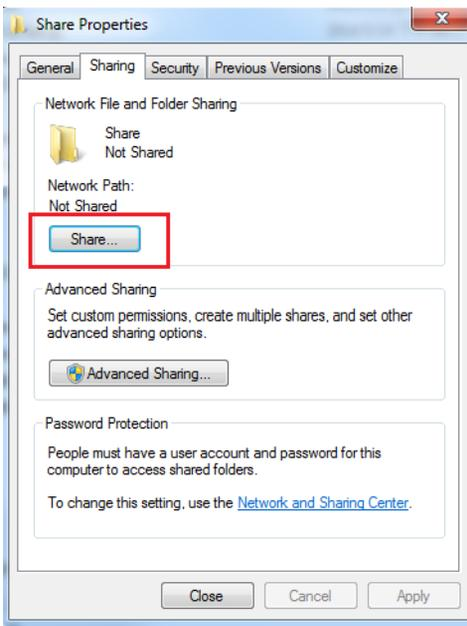 Share Properties
General Sharing Security Previous Versions Customize
Network File and Folder Sharing
Share
Not Shared
Network Path:
Not Shared
Share...
Advanced Sharing
Set custom permissions, create multiple shares, and set other
advanced sharing options.
Advanced Sharing...
Password Protection
People must have a user account and password for this
computer to access shared folders.
To change this setting, use the Network and Sharing Center.
Close Cancel Apply